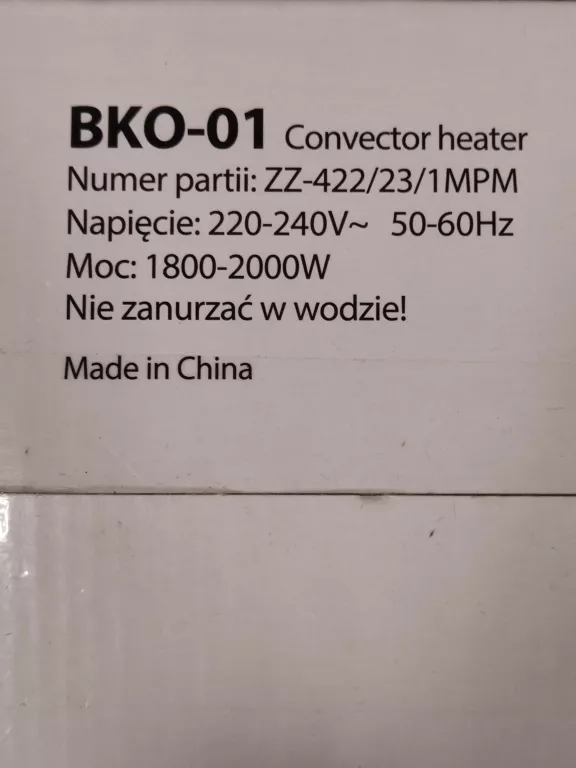 BKO-01 Convector heater
Numer partii: ZZ-422/23/1MPM
Napięcie: 220-240V~ 50-60Hz
Moc: 1800-2000W
Nie zanurzać w wodzie!
Made in China